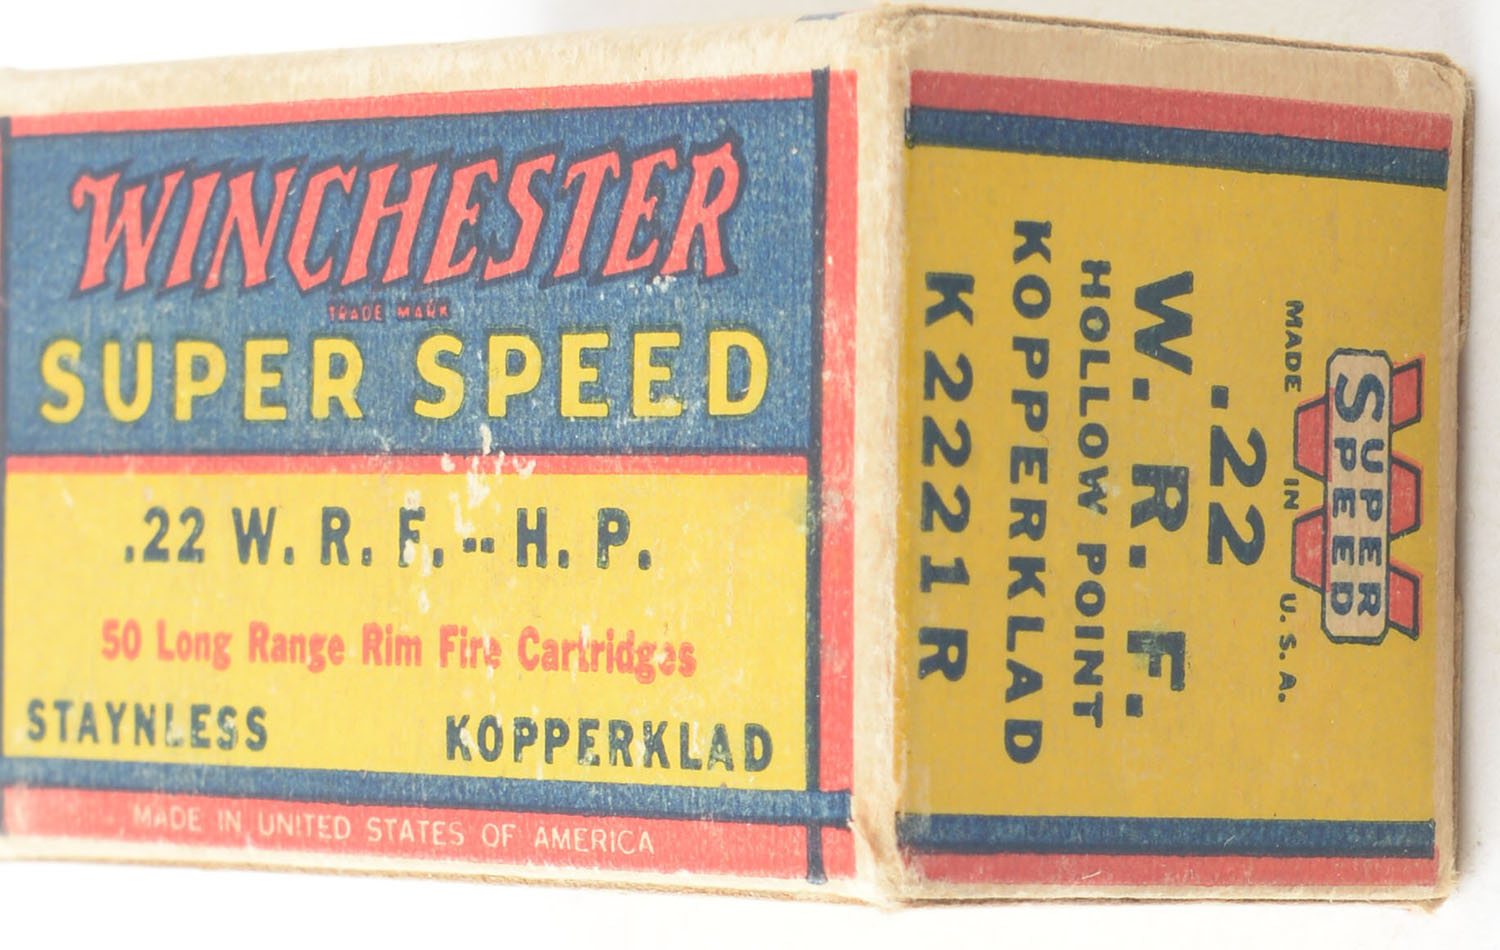 WINCHESTER
TRADE MARK
SUPER SPEED
.22 W. R. F. -- H. P.
50 Long Range Rim Fire Cartridges
STAYNLESS KOPPERKLAD
MADE IN UNITED STATES OF AMERICA
W
SUPER
SPEED
MADE IN U.S.A.
.22
W. R. F.
HOLLOW POINT
KOPPERKLAD
K2221R